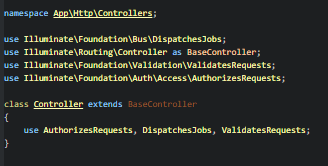 namespace App\Http\Controllers;
use Illuminate\Foundation\Bus\DispatchesJobs;
use Illuminate\Routing\Controller as BaseController;
use Illuminate\Foundation\Validation\ValidatesRequests;
use Illuminate\Foundation\Auth\Access\AuthorizesRequests;
class Controller extends BaseController
{
use AuthorizesRequests, DispatchesJobs, ValidatesRequests;
}